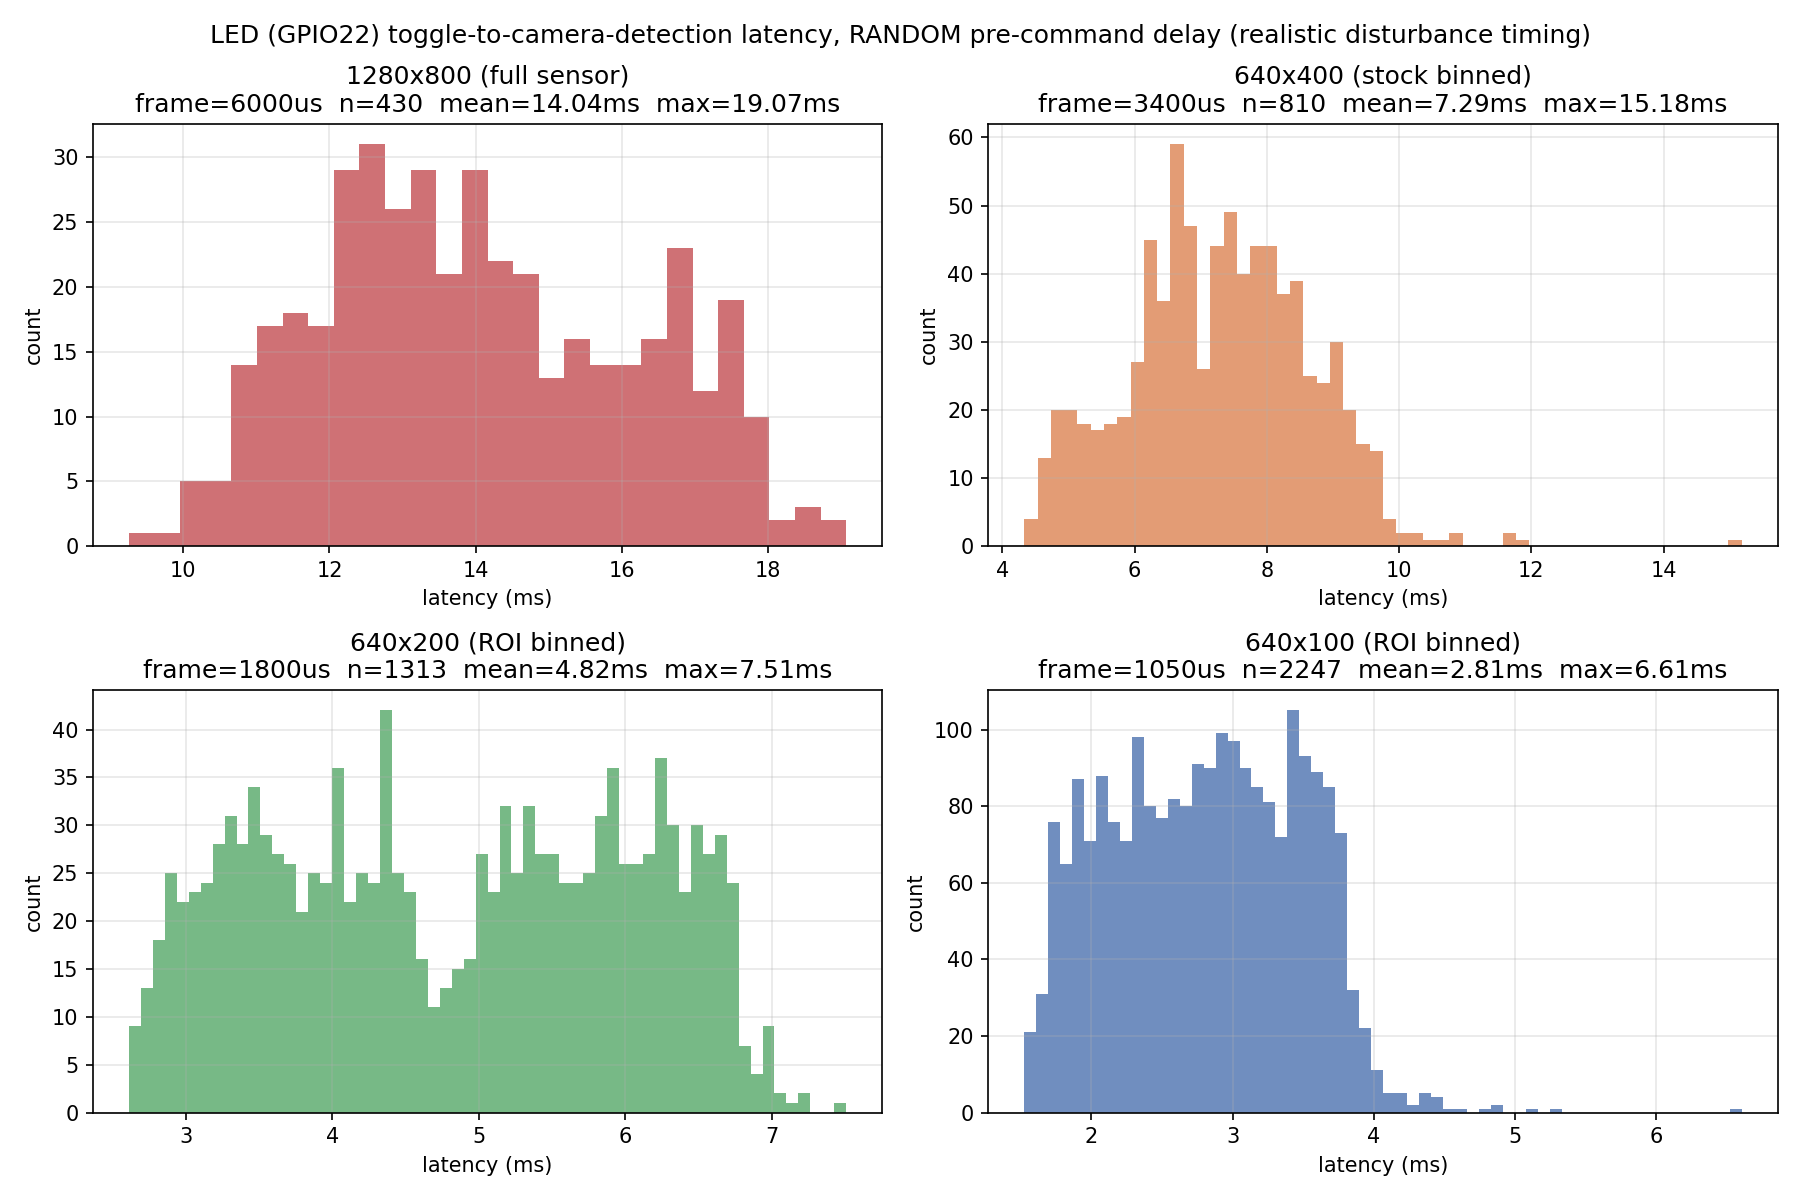 LED (GPIO22) toggle-to-camera-detection latency, RANDOM pre-command delay (realistic disturbance timing)
1280x800 (full sensor)
frame=6000us  n=430  mean=14.04ms  max=19.07ms
30
25
20
15
10
5
0
count
10 12 14 16 18
latency (ms)
640x400 (stock binned)
frame=3400us  n=810  mean=7.29ms  max=15.18ms
60
50
40
30
20
10
0
count
4 6 8 10 12 14
latency (ms)
640x200 (ROI binned)
frame=1800us  n=1313  mean=4.82ms  max=7.51ms
40
35
30
25
20
15
10
5
0
count
3 4 5 6 7
latency (ms)
640x100 (ROI binned)
frame=1050us  n=2247  mean=2.81ms  max=6.61ms
100
80
60
40
20
0
count
2 3 4 5 6
latency (ms)